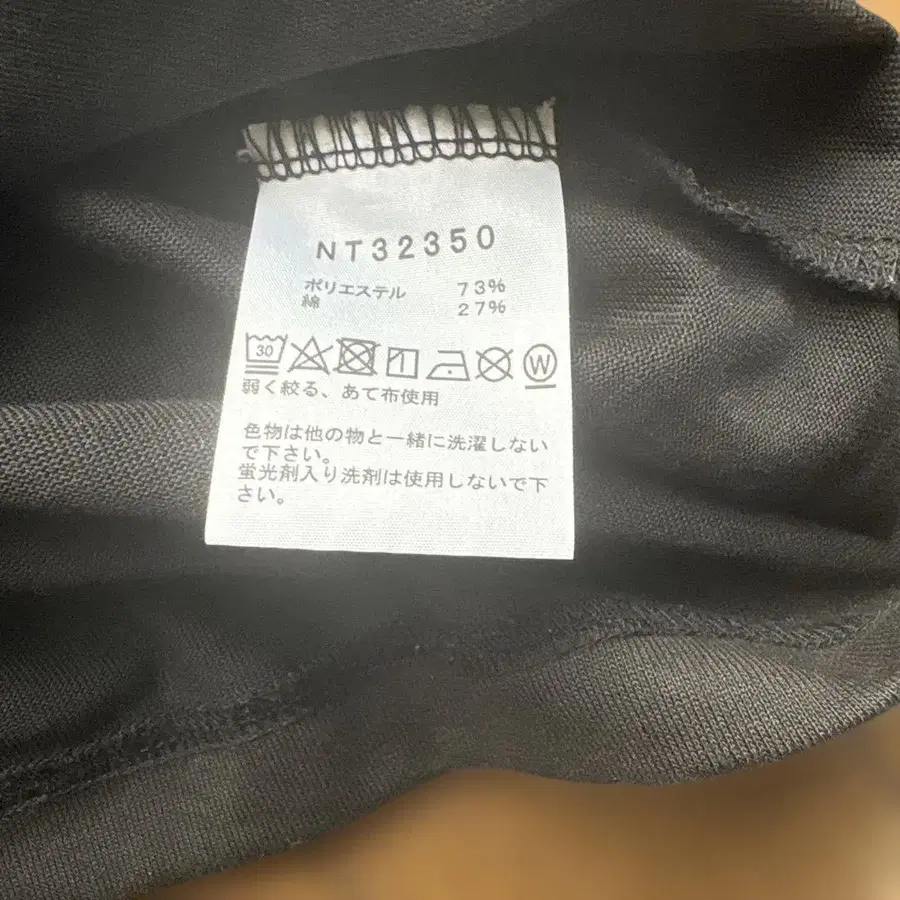 NT32350
ポリエステル 73%
綿 27%
30 W
弱く絞る、あて布使用
色物は他の物と一緒に洗濯しない
で下さい。
蛍光剤入り洗剤は使用しないで下
さい。